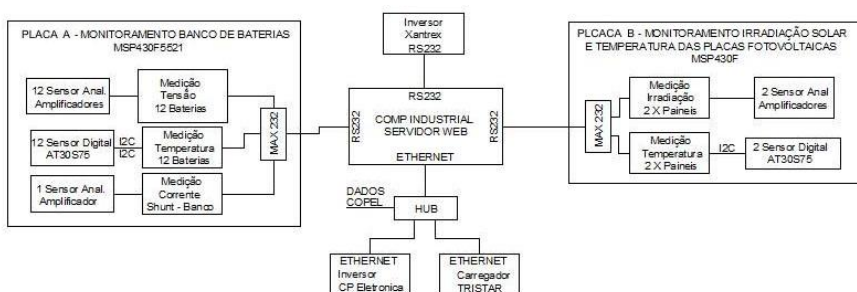 PLACA A - MONITORAMENTO BANCO DE BATERIAS
MSP430F5521
12 Sensor Anal.
Amplificadores
Medição
Tensão
12 Baterias
12 Sensor Digital
AT30S75
I2C
I2C
Medição
Temperatura
12 Baterias
1 Sensor Anal.
Amplificador
Medição
Corrente
Shunt - Banco
MAX 232
Inversor
Xantrex
RS232
RS232
RS232
COMP INDUSTRIAL
SERVIDOR WEB
RS232
ETHERNET
DADOS
COPEL
HUB
ETHERNET
Inversor
CP Eletronica
ETHERNET
Carregador
TRISTAR
PLCACA B - MONITORAMENTO IRRADIAÇÃO SOLAR
E TEMPERATURA DAS PLACAS FOTOVOLTAICAS
MSP430F
MAX 232
Medição
Irradiação
2 X Paineis
2 Sensor Anal
Amplificadores
Medição
Temperatura
2 X Paineis
I2C
2 Sensor Digital
AT30S75